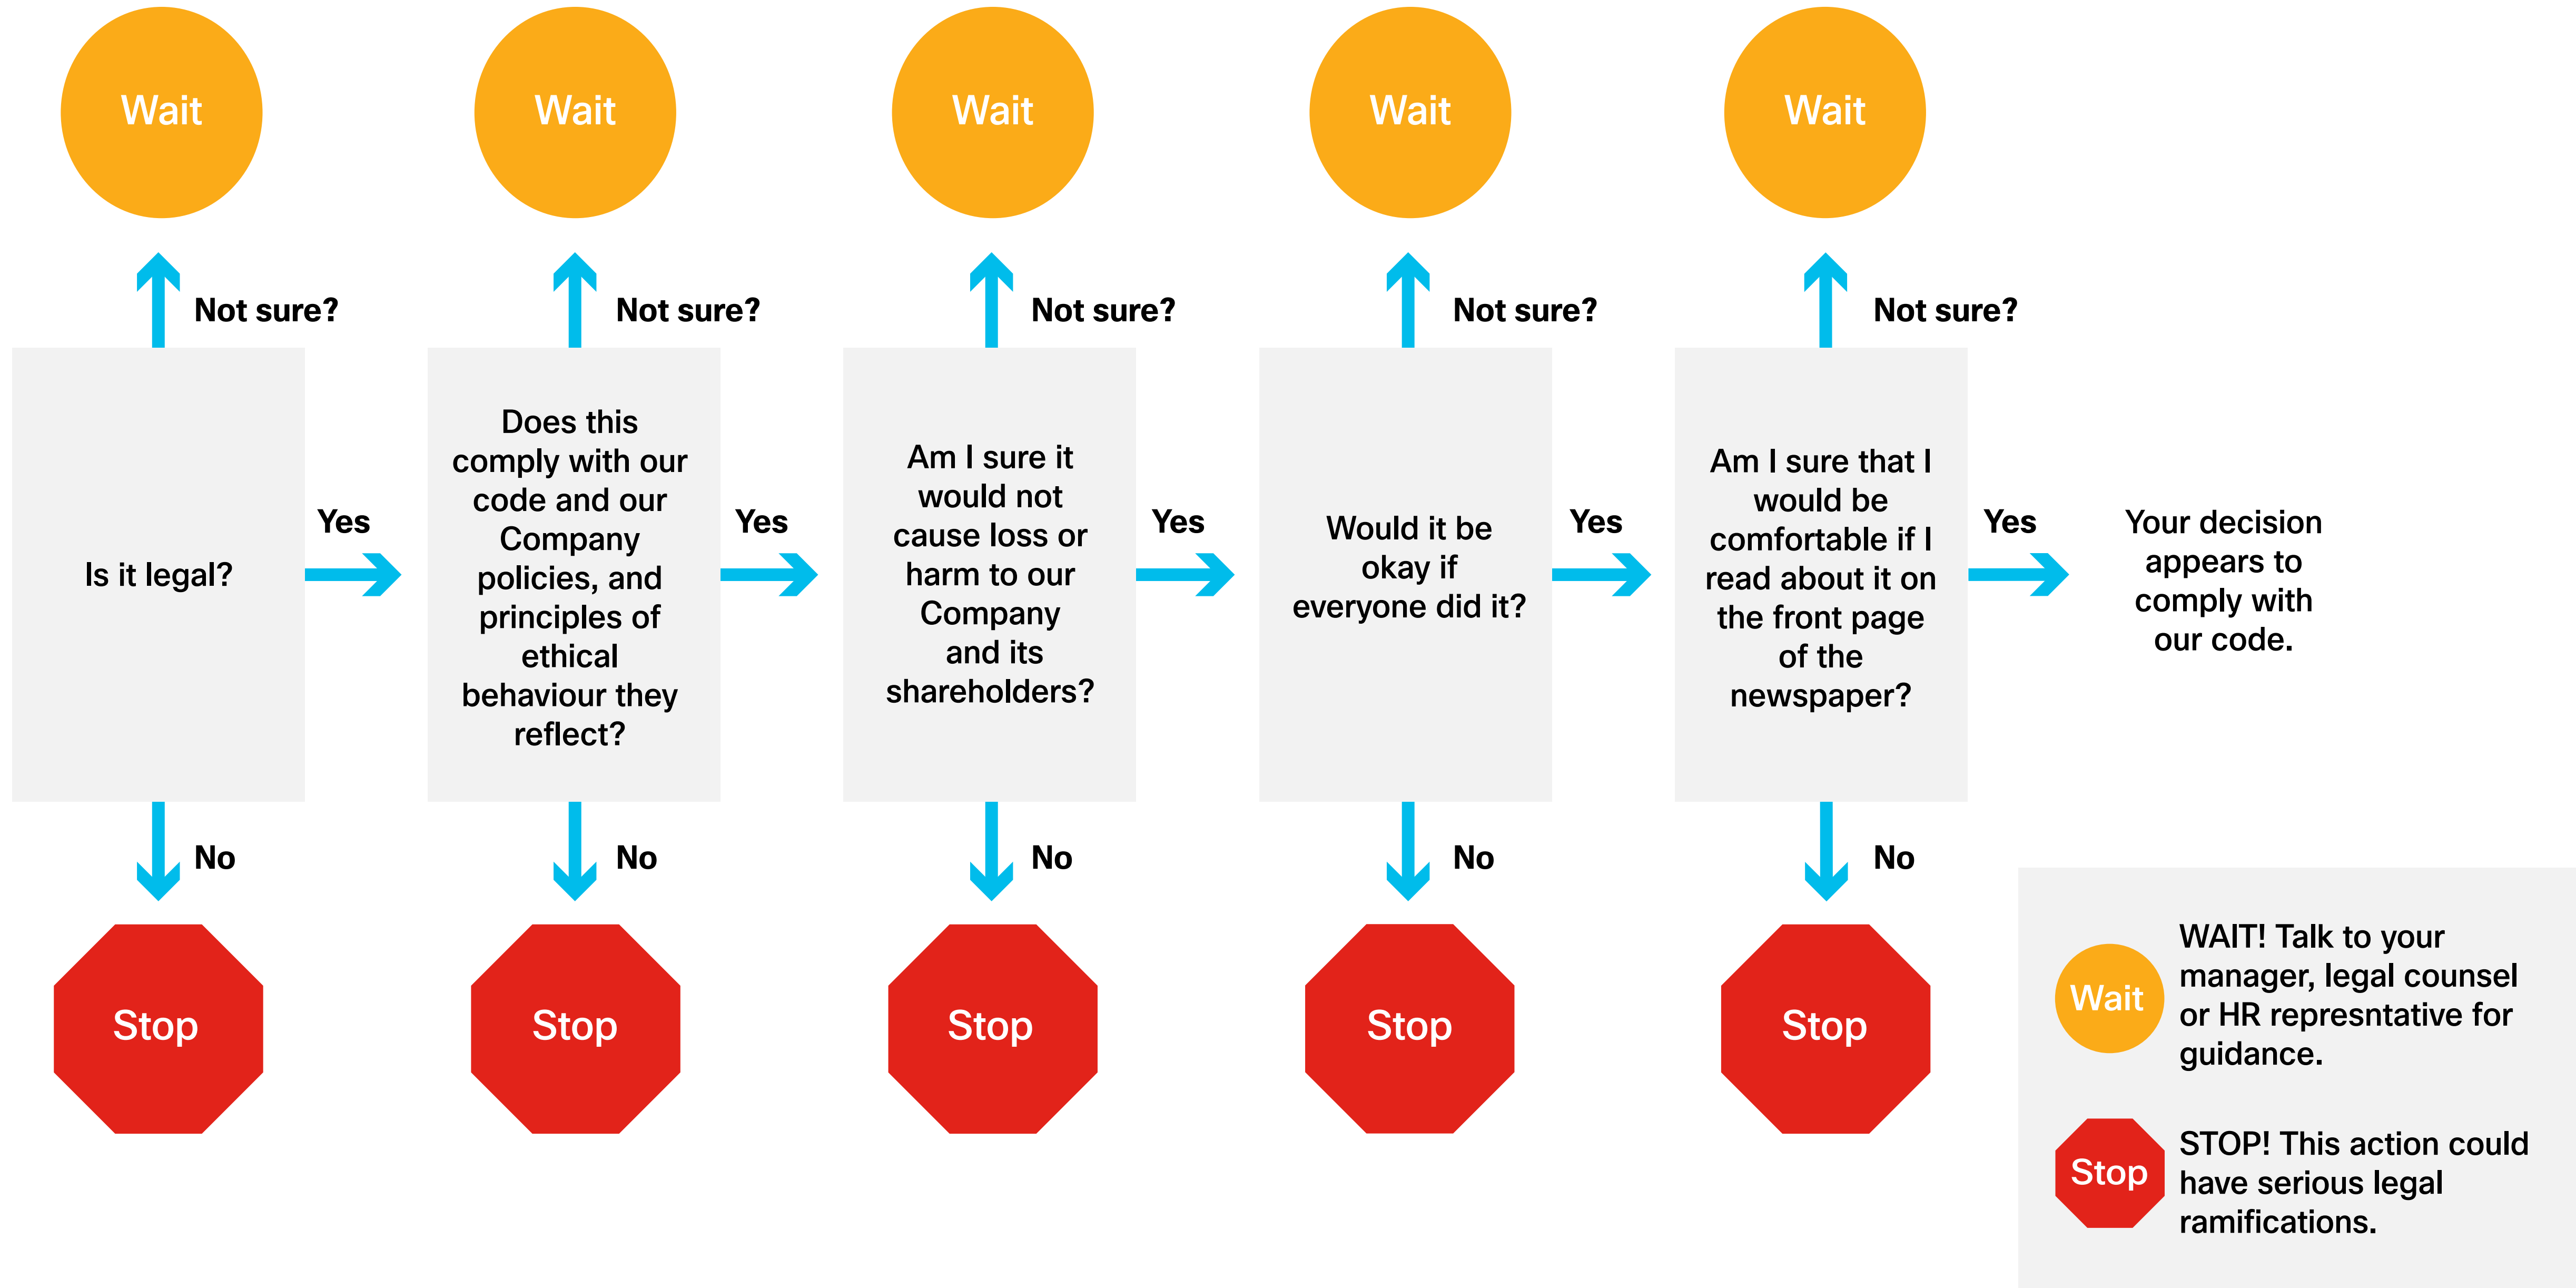 Wait
Wait
Wait
Wait
Wait
Not sure?
Not sure?
Not sure?
Not sure?
Not sure?
Is it legal?
Yes
Does this
comply with our
code and our
Company
policies, and
principles of
ethical
behaviour they
reflect?
Yes
Am I sure it
would not
cause loss or
harm to our
Company
and its
shareholders?
Yes
Would it be
okay if
everyone did it?
Yes
Am I sure that I
would be
comfortable if I
read about it on
the front page
of the
newspaper?
Yes
Your decision
appears to
comply with
our code.
No
No
No
No
No
Stop
Stop
Stop
Stop
Stop
Wait
WAIT! Talk to your
manager, legal counsel
or HR represntative for
guidance.
Stop
STOP! This action could
have serious legal
ramifications.